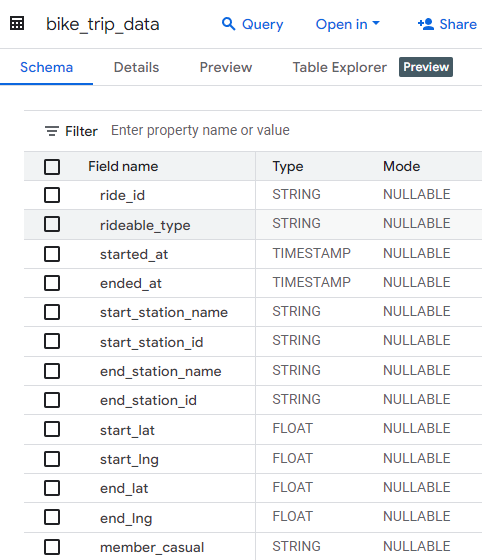 bike_trip_data Query Open in Share
Schema Details Preview Table Explorer Preview
Filter Enter property name or value
Field name Type Mode
ride_id STRING NULLABLE
rideable_type STRING NULLABLE
started_at TIMESTAMP NULLABLE
ended_at TIMESTAMP NULLABLE
start_station_name STRING NULLABLE
start_station_id STRING NULLABLE
end_station_name STRING NULLABLE
end_station_id STRING NULLABLE
start_lat FLOAT NULLABLE
start_lng FLOAT NULLABLE
end_lat FLOAT NULLABLE
end_lng FLOAT NULLABLE
member_casual STRING NULLABLE